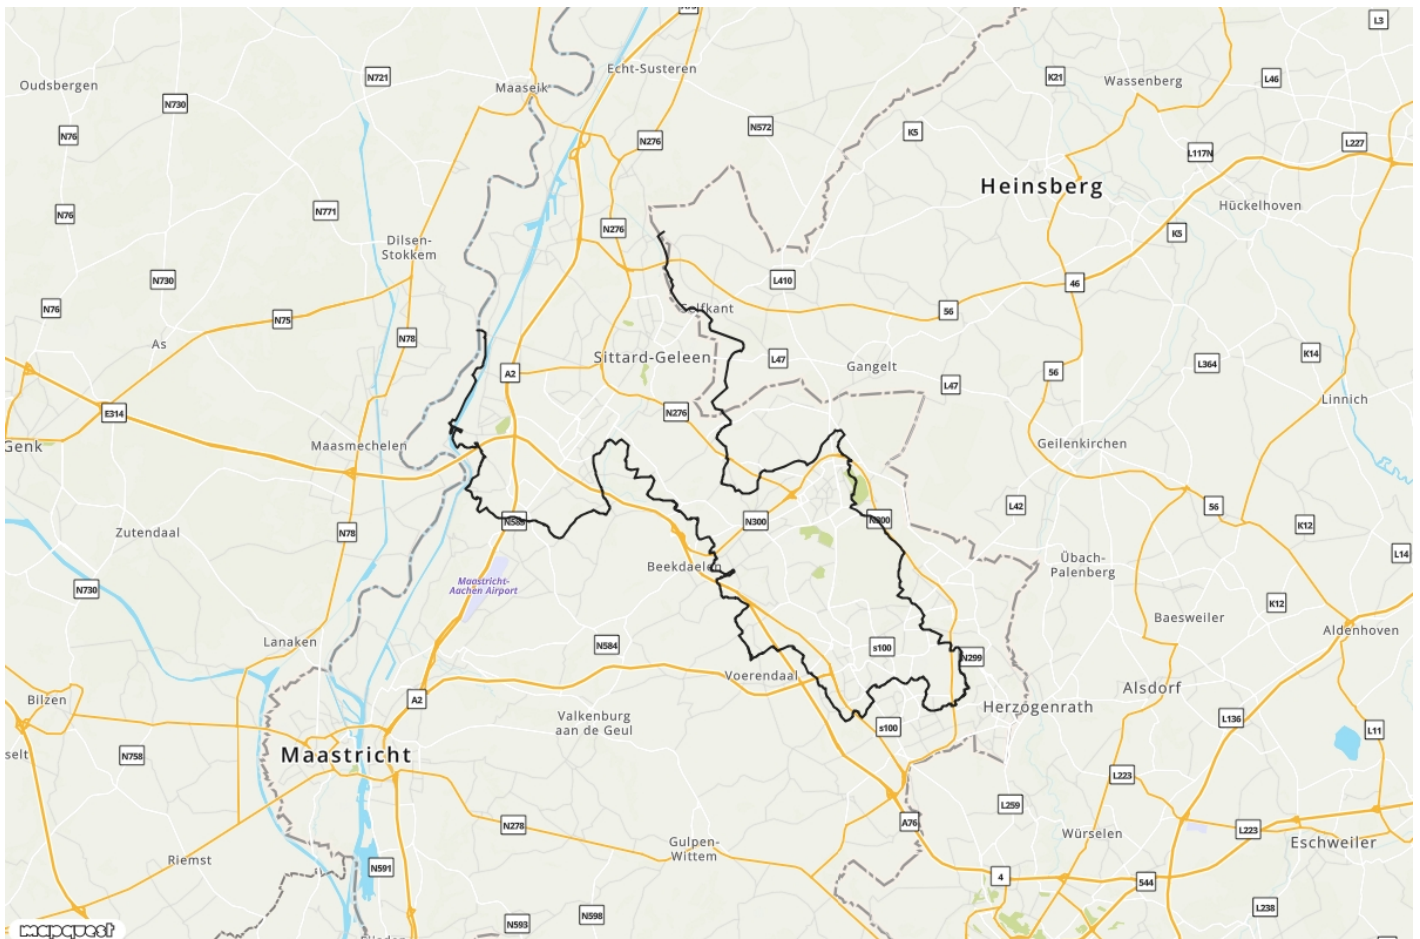 L3
Echt-Susteren
N721
K21
Wassenberg
L46
Oudsbergen
Maaseik
N730
N76
N276
N572
K5
L227
L117N
Heinsberg
Hückelhoven
N76
N771
N276
K5
Dilsen-
Stokkem
N730
L410
46
N76
N75
Selfkant
56
N78
As
Sittard-Geleen
L47
Gangelt
L364
K14
A2
56
L47
Linnich
E314
N276
Genk
Maasmechelen
Geilenkirchen
L42
56
Zutendaal
N78
N585
N300
N300
K12
L14
Beekdaelen
Übach-
Palenberg
N730
Maastricht-
Aachen Airport
K12
Baesweiler
Aldenhoven
Lanaken
N584
s100
N299
Voerendaal
Alsdorf
Bilzen
A2
Valkenburg
aan de Geul
Herzogenrath
L136
s100
L11
Maastricht
selt
N758
L223
L259
N278
A76
L223
Würselen
Eschweiler
Riemst
Gulpen-
Wittem
N591
4
544
L238
N593
N598
mapquest